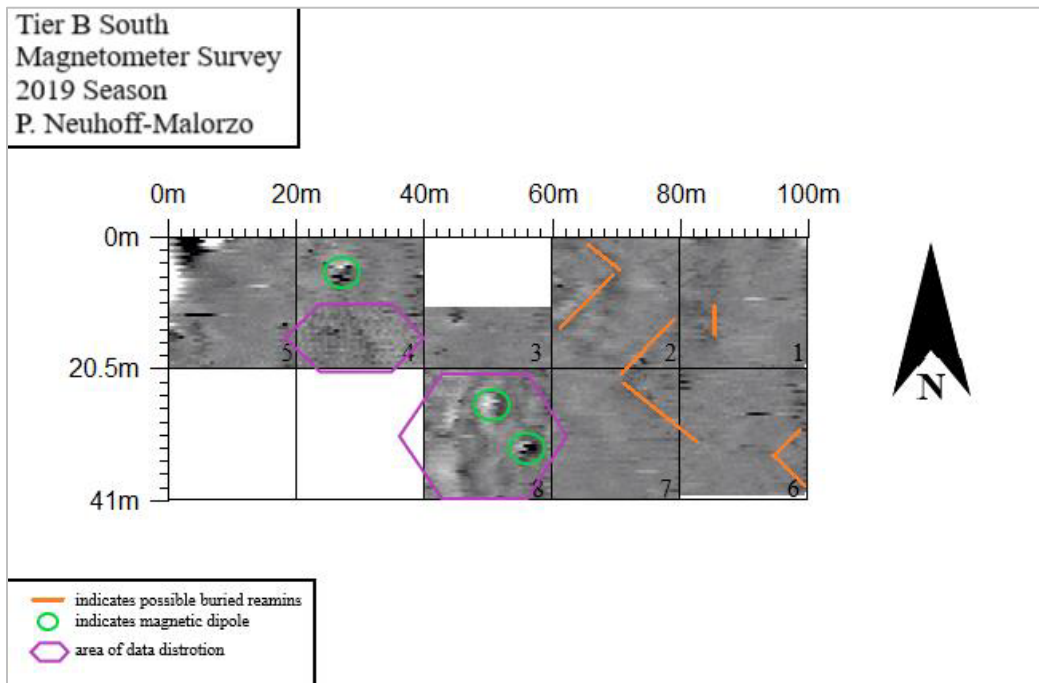 Tier B South
Magnetometer Survey
2019 Season
P. Neuhoff-Malorzo
0m 20m 40m 60m 80m 100m
0m
5 4 3 2 1
20.5m
N
8 7 6
41m
indicates possible buried reamins
indicates magnetic dipole
area of data distrotion